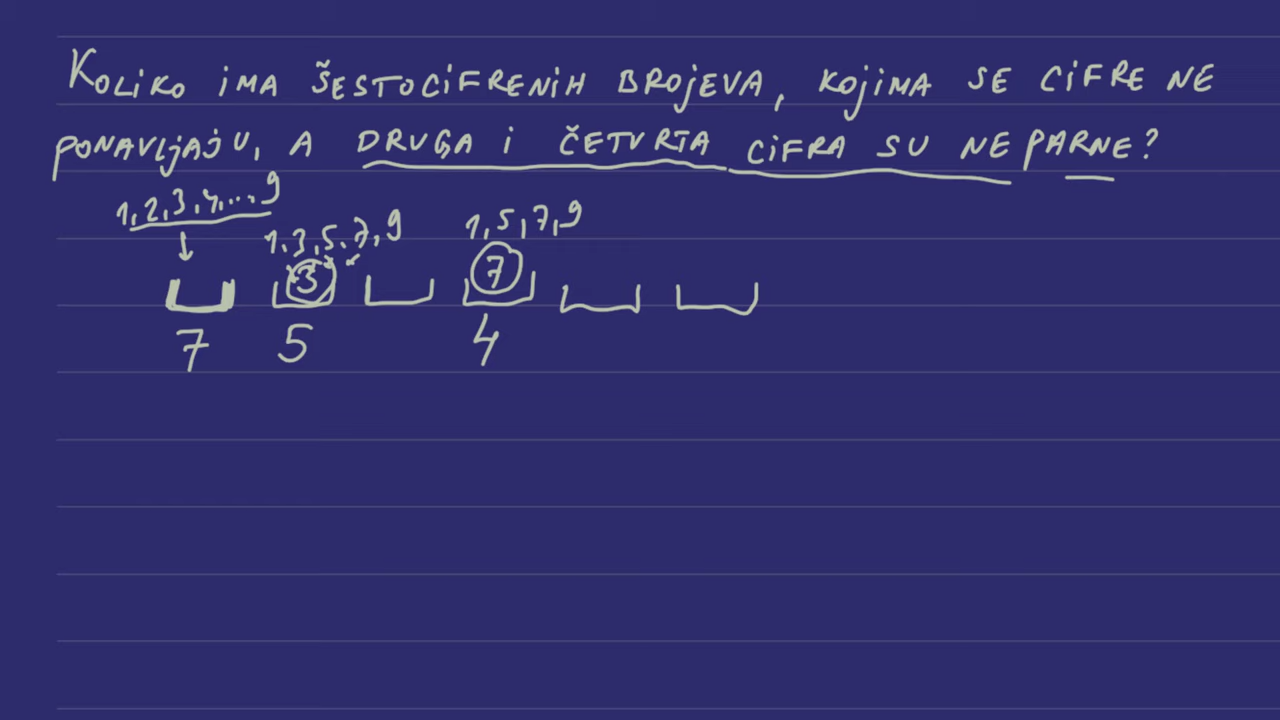 KOLIKO IMA ŠESTOCIFRENIH BROJEVA, KOJIMA SE CIFRE NE
PONAVLJAJU, A DRUGA I ČETVRTA CIFRA SU NEPARNE?
1,2,3,4,...9
1,3,5,7,9
1,5,7,9
3 7
7 5 4